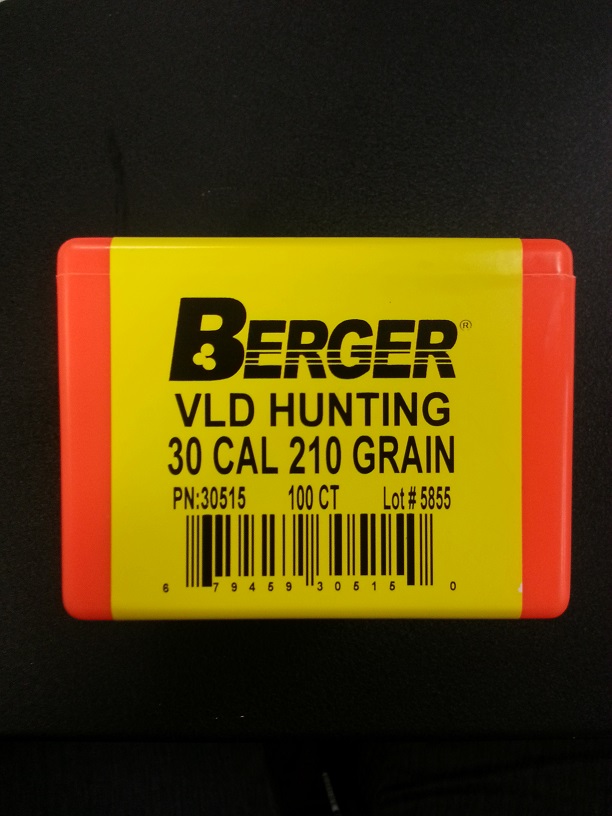 BERGER®
VLD HUNTING
30 CAL 210 GRAIN
PN:30515 100 CT Lot # 5855
6 79459 30515 0